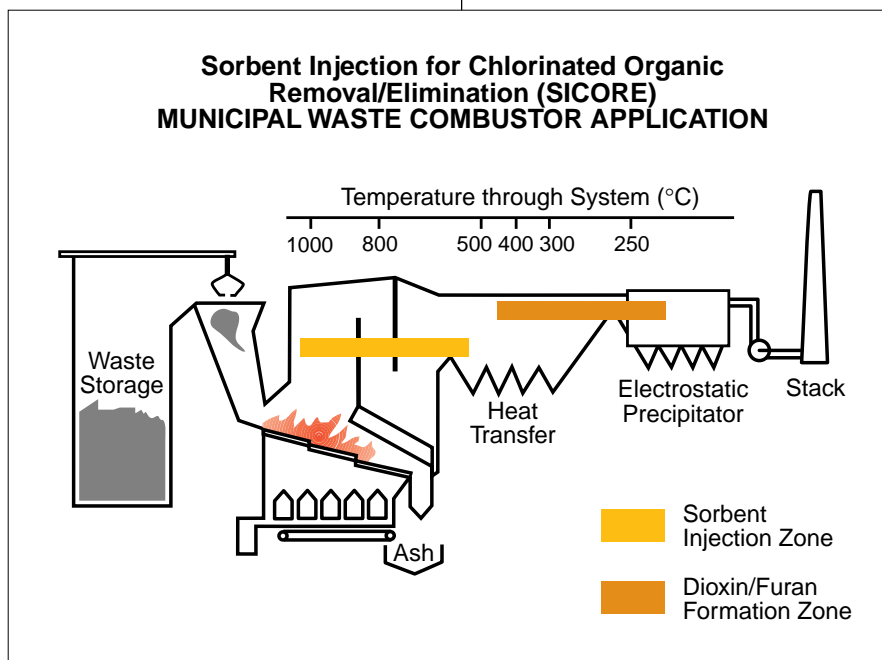 Sorbent Injection for Chlorinated Organic
Removal/Elimination (SICORE)
MUNICIPAL WASTE COMBUSTOR APPLICATION
Temperature through System (°C)
1000 800 500 400 300 250
Waste
Storage
Heat
Transfer
Electrostatic
Precipitator
Stack
Ash
Sorbent
Injection Zone
Dioxin/Furan
Formation Zone